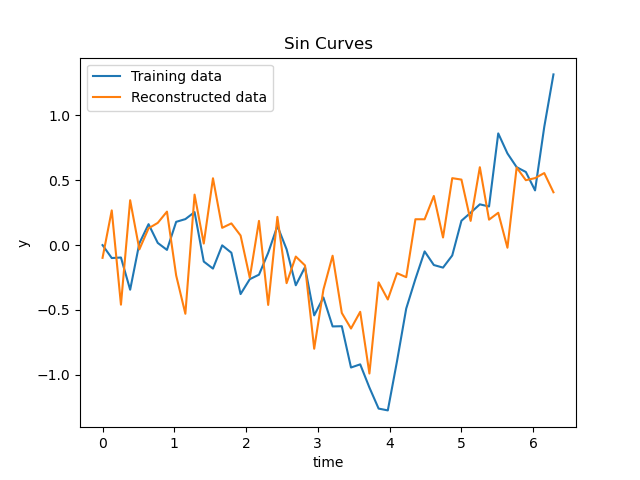 Sin Curves
Training data
Reconstructed data
1.0
0.5
0.0
−0.5
−1.0
y
0 1 2 3 4 5 6
time